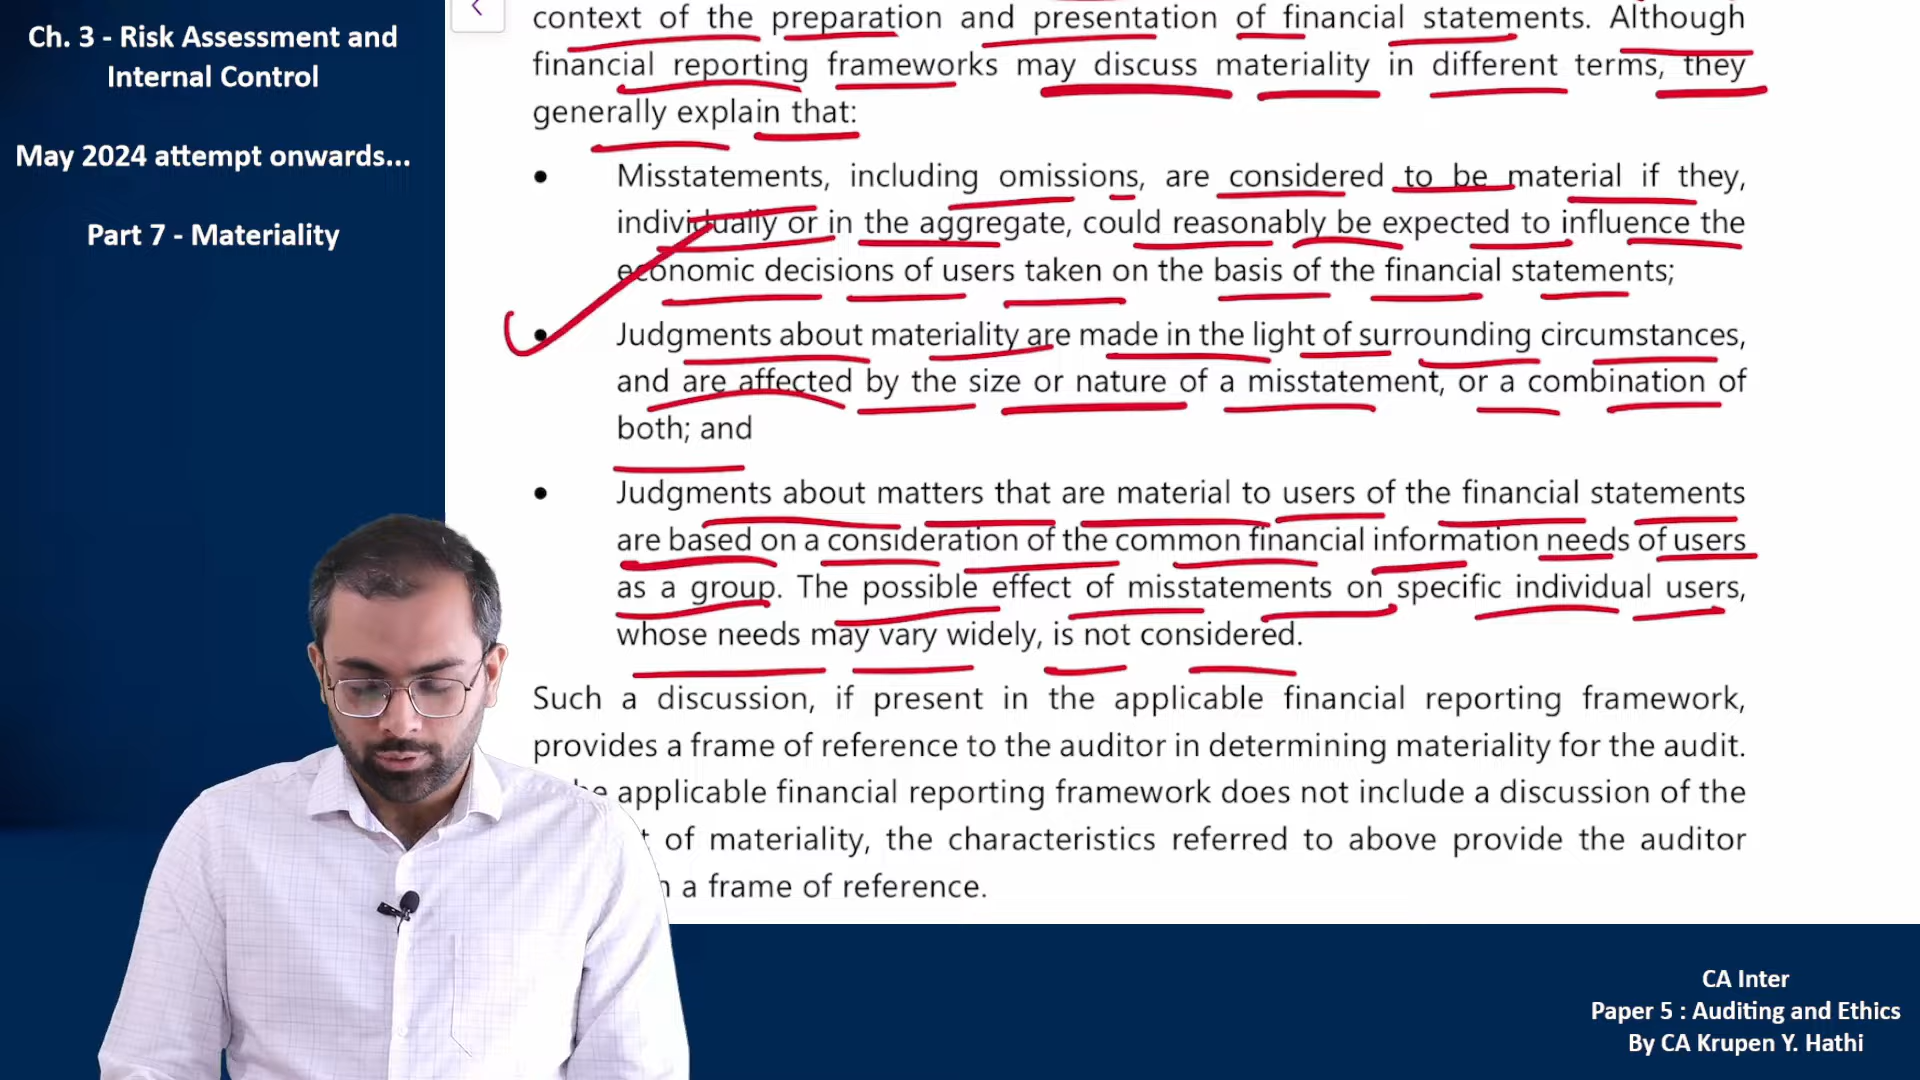 Ch. 3 - Risk Assessment and
Internal Control
May 2024 attempt onwards...
Part 7 - Materiality
context of the preparation and presentation of financial statements. Although
financial reporting frameworks may discuss materiality in different terms, they
generally explain that:
• Misstatements, including omissions, are considered to be material if they,
individually or in the aggregate, could reasonably be expected to influence the
economic decisions of users taken on the basis of the financial statements;
• Judgments about materiality are made in the light of surrounding circumstances,
and are affected by the size or nature of a misstatement, or a combination of
both; and
• Judgments about matters that are material to users of the financial statements
are based on a consideration of the common financial information needs of users
as a group. The possible effect of misstatements on specific individual users,
whose needs may vary widely, is not considered.
Such a discussion, if present in the applicable financial reporting framework,
provides a frame of reference to the auditor in determining materiality for the audit.
applicable financial reporting framework does not include a discussion of the
of materiality, the characteristics referred to above provide the auditor
a frame of reference.
CA Inter
Paper 5 : Auditing and Ethics
By CA Krupen Y. Hathi